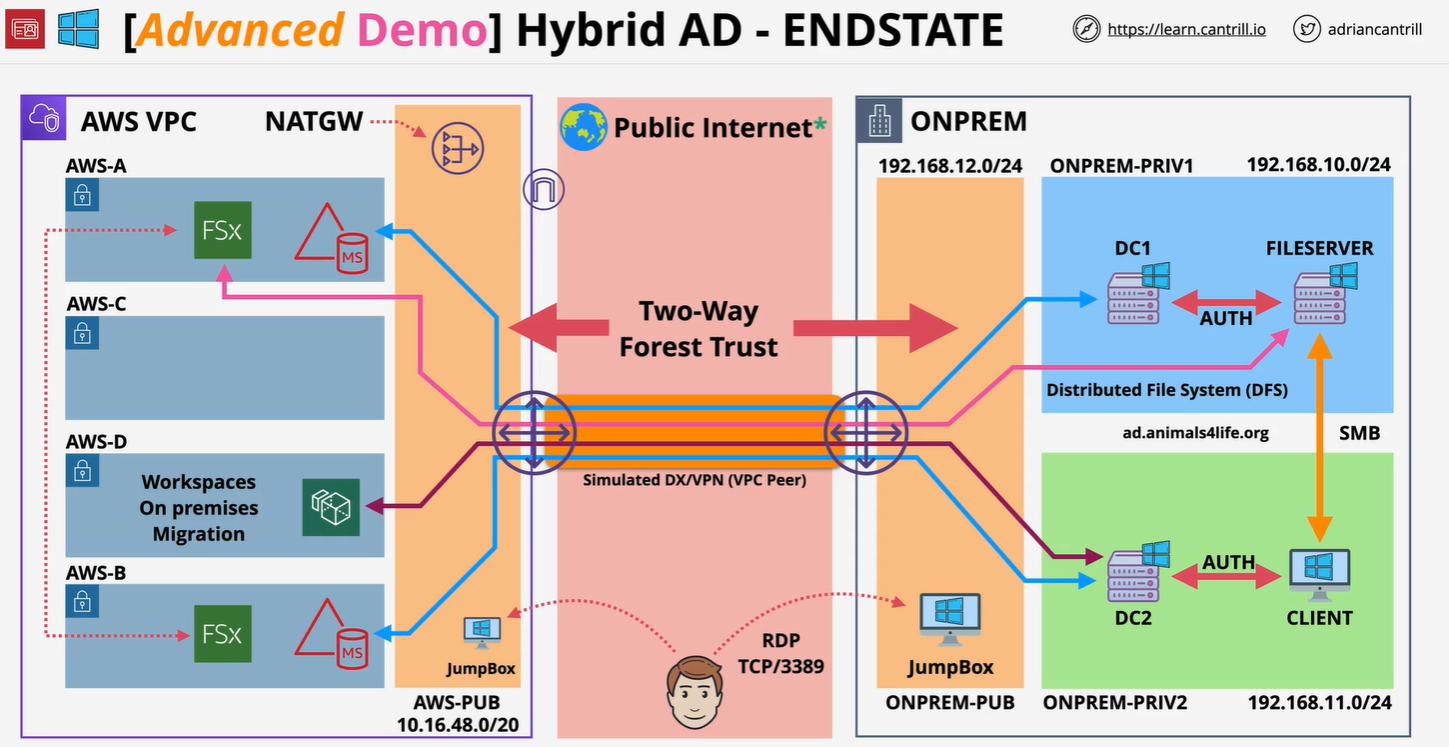 [Advanced Demo] Hybrid AD - ENDSTATE
https://learn.cantrill.io
adriancantrill
AWS VPC
NATGW
Public Internet*
ONPREM
AWS-A
192.168.12.0/24
ONPREM-PRIV1
192.168.10.0/24
FSx
MS
DC1
FILESERVER
AUTH
AWS-C
Two-Way
Forest Trust
Distributed File System (DFS)
ad.animals4life.org
SMB
AWS-D
Workspaces
On premises
Migration
Simulated DX/VPN (VPC Peer)
AWS-B
FSx
MS
JumpBox
AWS-PUB
10.16.48.0/20
RDP
TCP/3389
JumpBox
ONPREM-PUB
AUTH
DC2
CLIENT
ONPREM-PRIV2
192.168.11.0/24